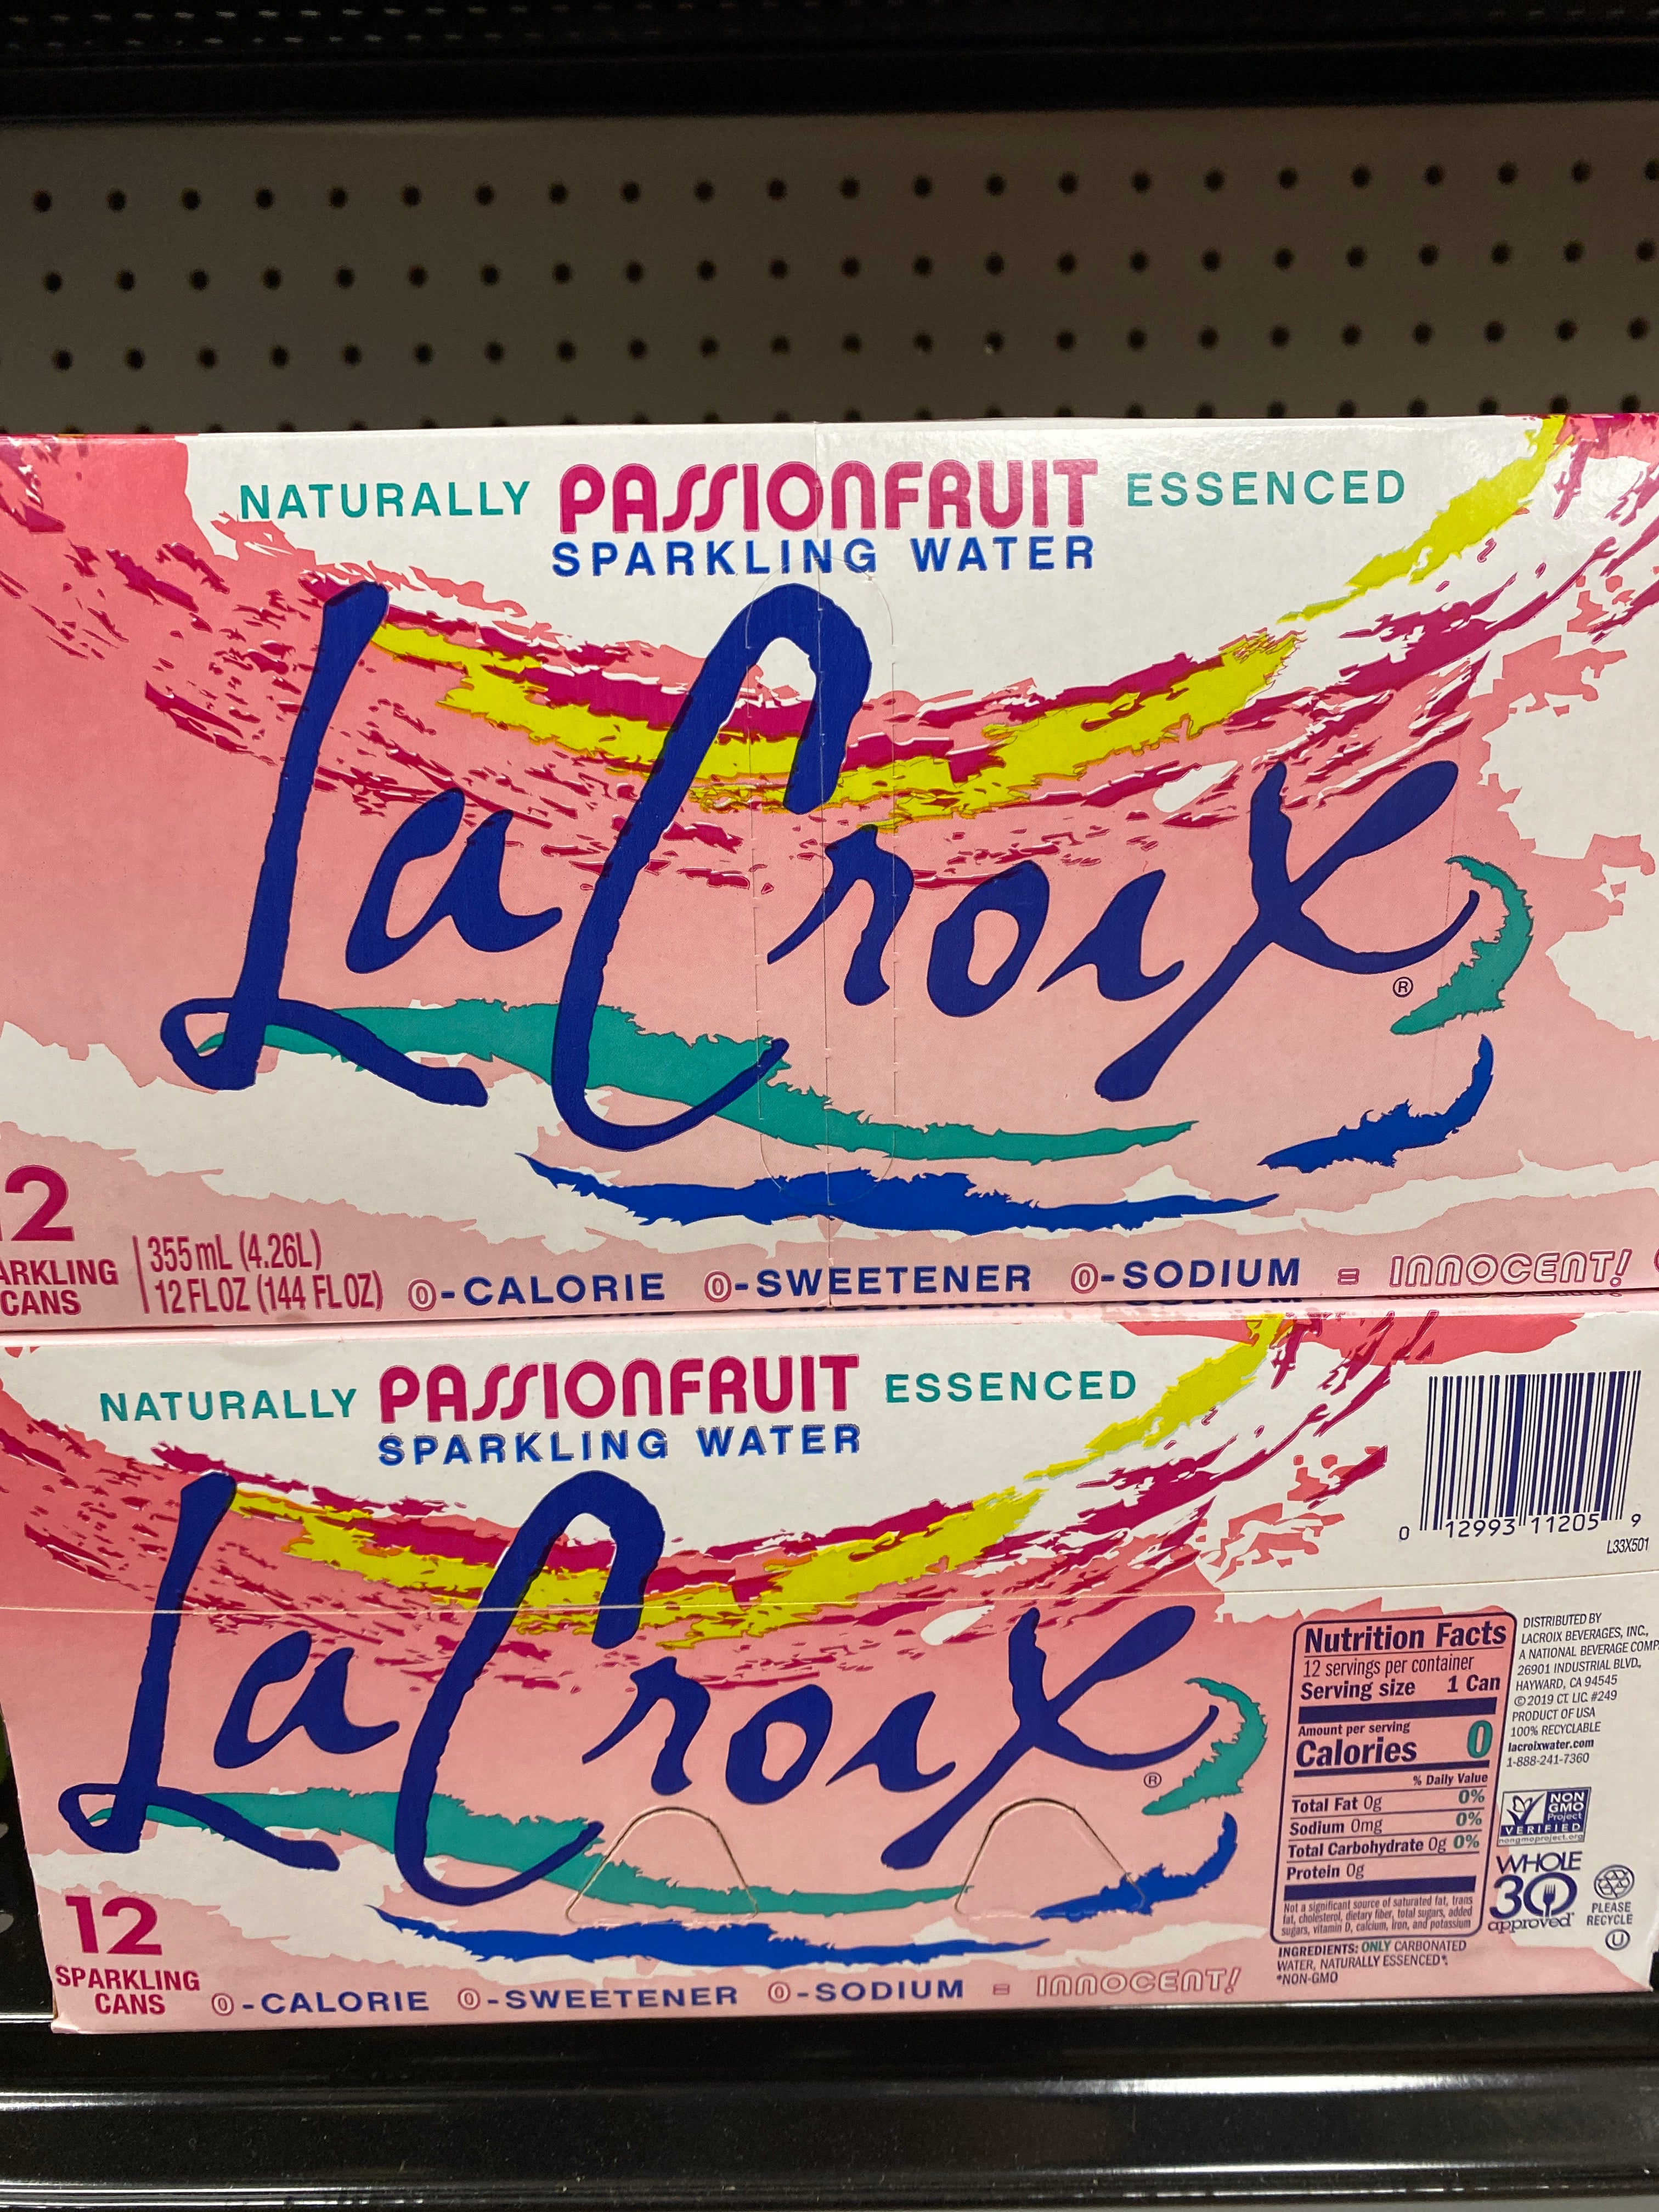 NATURALLY PASSIONFRUIT ESSENCED
SPARKLING WATER
LaCroix®
12
SPARKLING
CANS
355 mL (4.26L)
12 FL OZ (144 FL OZ)
0-CALORIE 0-SWEETENER 0-SODIUM = INNOCENT!
NATURALLY PASSIONFRUIT ESSENCED
SPARKLING WATER
LaCroix®
12
SPARKLING
CANS
0-CALORIE 0-SWEETENER 0-SODIUM = INNOCENT!
0 12993 11205 9
L33X501
Nutrition Facts
12 servings per container
Serving size 1 Can
Amount per serving
Calories 0
% Daily Value
Total Fat 0g 0%
Sodium 0mg 0%
Total Carbohydrate 0g 0%
Protein 0g
Not a significant source of saturated fat, trans
fat, cholesterol, dietary fiber, total sugars, added
sugars, vitamin D, calcium, iron, and potassium
INGREDIENTS: ONLY CARBONATED
WATER, NATURALLY ESSENCED*.
*NON-GMO
DISTRIBUTED BY
LACROIX BEVERAGES, INC.,
A NATIONAL BEVERAGE COMP
26901 INDUSTRIAL BLVD.,
HAYWARD, CA 94545
©2019 CT. LIC. #249
PRODUCT OF USA
100% RECYCLABLE
lacroixwater.com
1-888-241-7360
NON
GMO
Project
VERIFIED
nongmoproject.org
WHOLE
30
approved®
PLEASE
RECYCLE
U